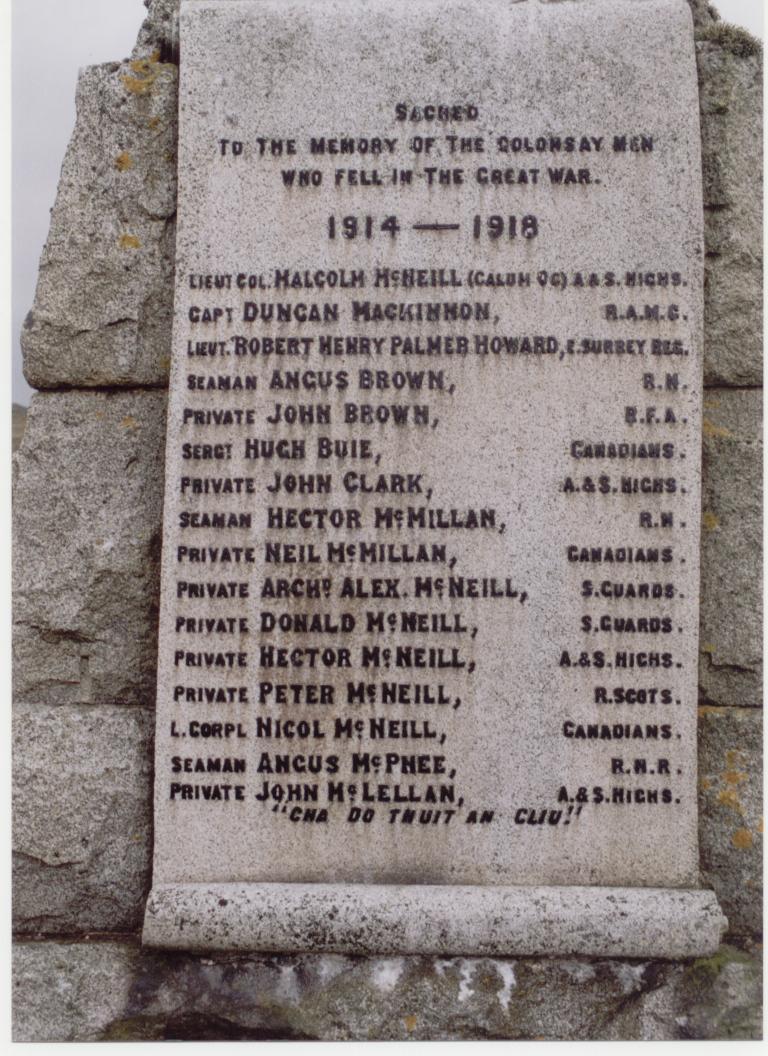 SACRED
TO THE MEMORY OF THE COLONSAY MEN
WHO FELL IN THE GREAT WAR.
1914 — 1918
LIEUT COL. MALCOLM McNEILL (CALUM OG) A & S. HIGHS.
CAPT DUNCAN MACKINNON, R.A.M.C.
LIEUT. ROBERT HENRY PALMER HOWARD, E. SURREY REG.
SEAMAN ANGUS BROWN, R.N.
PRIVATE JOHN BROWN, R.F.A.
SERGT HUGH BUIE, CANADIANS.
PRIVATE JOHN CLARK, A.&S. HIGHS.
SEAMAN HECTOR McMILLAN, R.N.
PRIVATE NEIL McMILLAN, CANADIANS.
PRIVATE ARCHD ALEX. McNEILL, S. GUARDS.
PRIVATE DONALD McNEILL, S. GUARDS.
PRIVATE HECTOR McNEILL, A.&S. HIGHS.
PRIVATE PETER McNEILL, R. SCOTS.
L. CORPL NICOL McNEILL, CANADIANS.
SEAMAN ANGUS McPHEE, R.N.R.
PRIVATE JOHN McLELLAN, A.&S. HIGHS.
"CHA DO THUIT AN CLIU!"